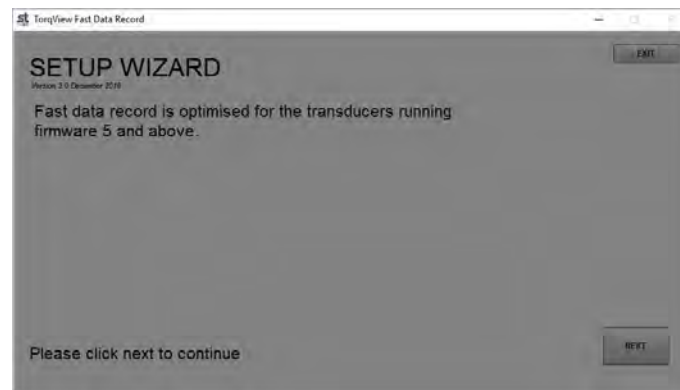 st TorqView Fast Data Record
EXIT
SETUP WIZARD
Version 3.0 December 2019
Fast data record is optimised for the transducers running
firmware 5 and above.
Please click next to continue
NEXT